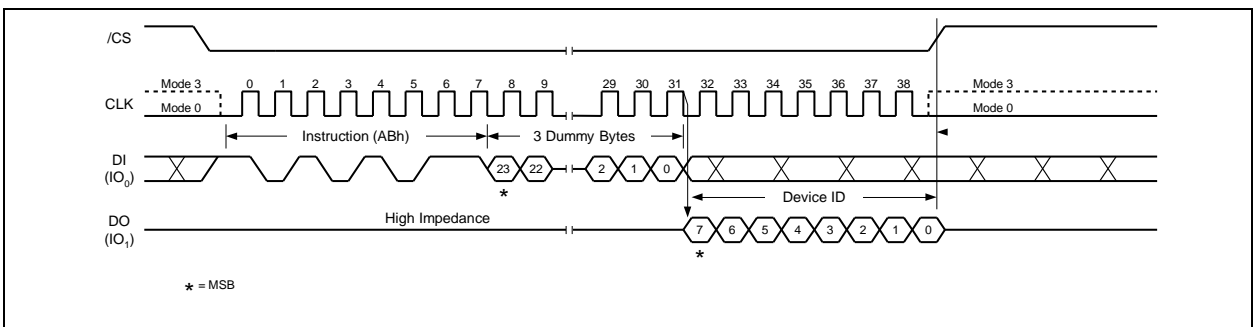 /CS
Mode 3 0 1 2 3 4 5 6 7 8 9 29 30 31 32 33 34 35 36 37 38 Mode 3
CLK
Mode 0 Mode 0
Instruction (ABh) 3 Dummy Bytes
DI
(IO0)
23 22 2 1 0
*
Device ID
DO
(IO1)
High Impedance
7 6 5 4 3 2 1 0
*
* = MSB